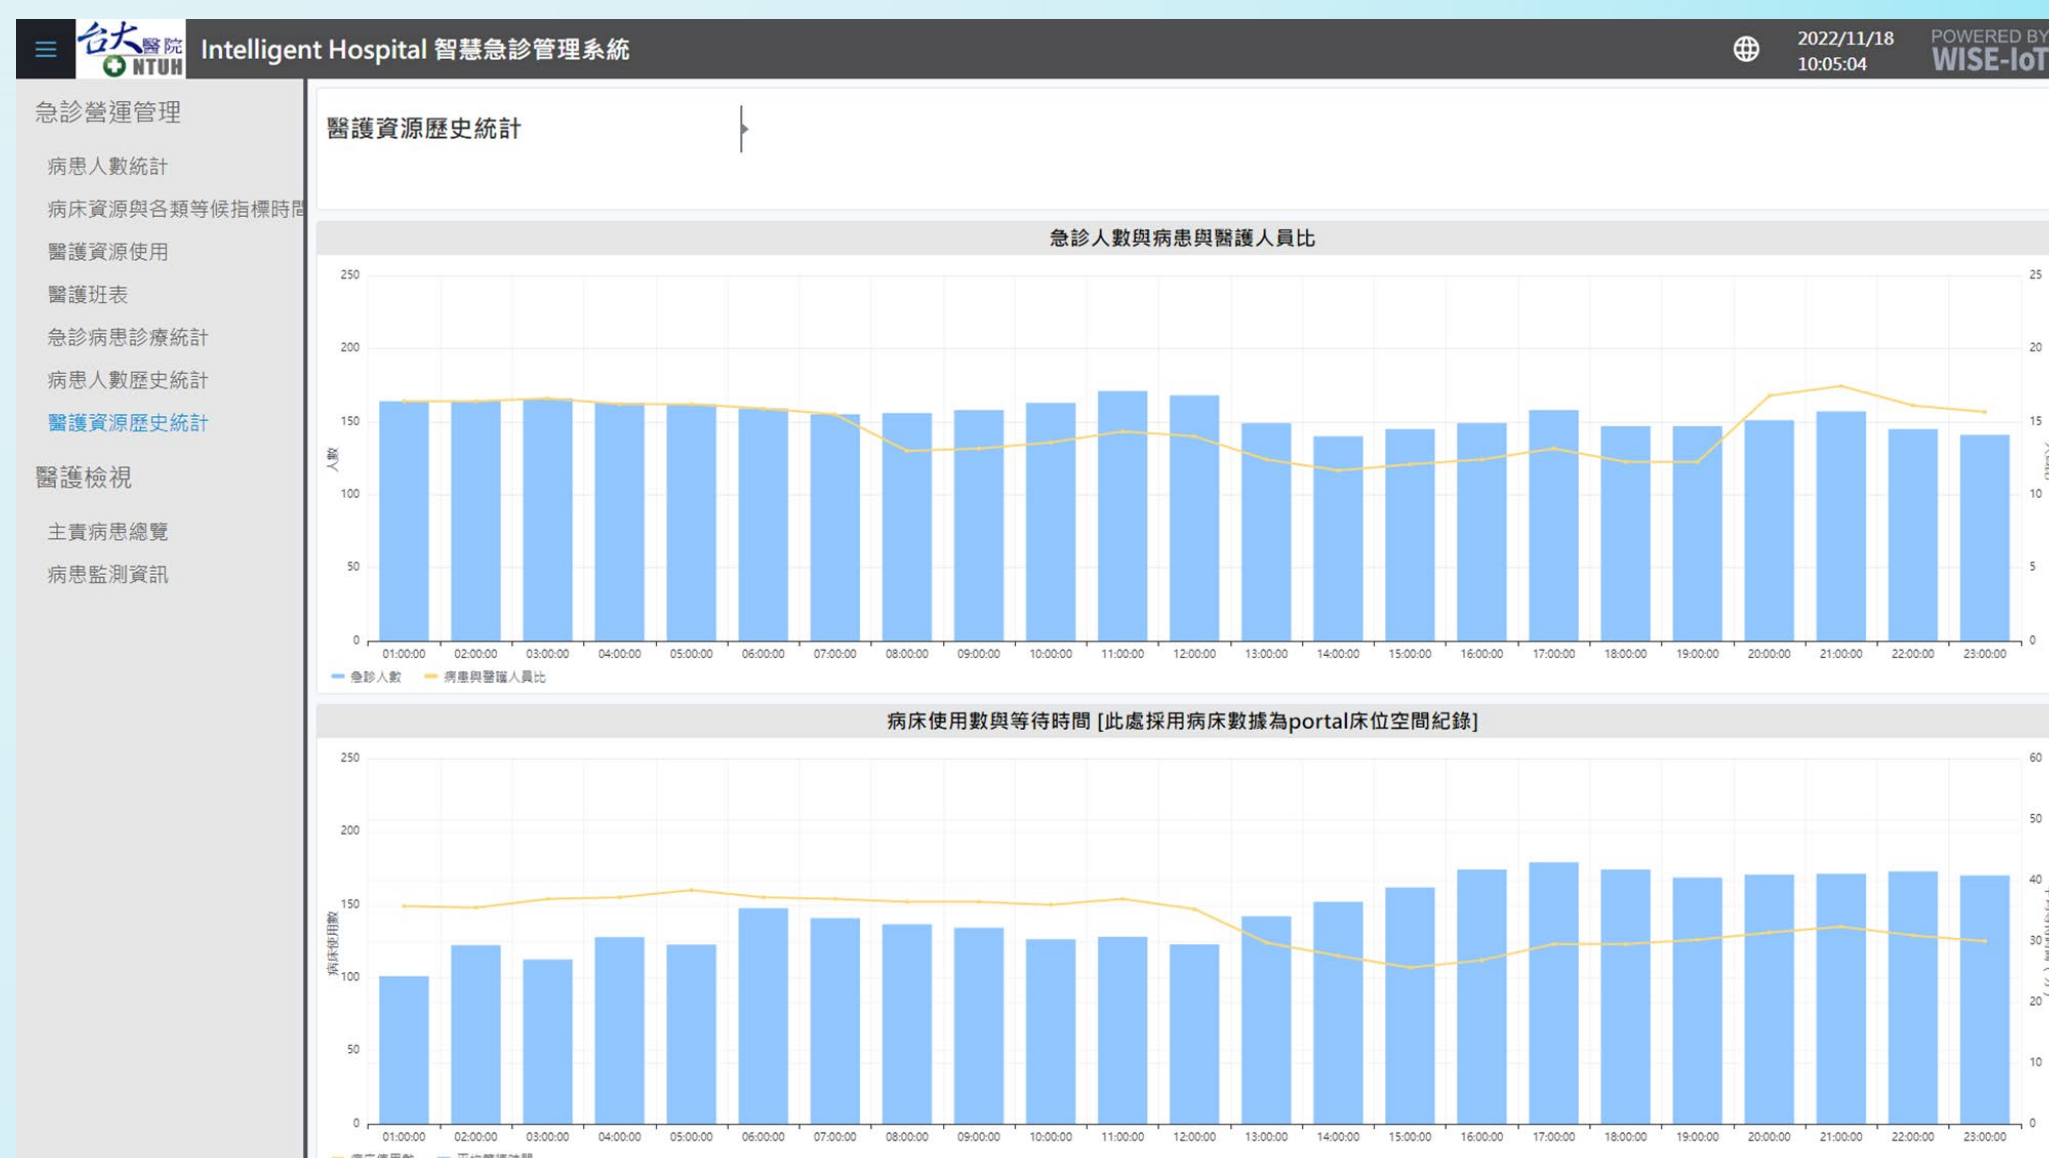 台大醫院
NTUH
Intelligent Hospital 智慧急診管理系統
2022/11/18
10:05:04
POWERED BY
WISE-IoT
急診營運管理
病患人數統計
病床資源與各類等候指標時間
醫護資源使用
醫護班表
急診病患診療統計
病患人數歷史統計
醫護資源歷史統計
醫護檢視
主責病患總覽
病患監測資訊
醫護資源歷史統計
急診人數與病患與醫護人員比
250
200
150
100
50
0
人數
25
20
15
10
5
0
01:00:00 02:00:00 03:00:00 04:00:00 05:00:00 06:00:00 07:00:00 08:00:00 09:00:00 10:00:00 11:00:00 12:00:00 13:00:00 14:00:00 15:00:00 16:00:00 17:00:00 18:00:00 19:00:00 20:00:00 21:00:00 22:00:00 23:00:00
急診人數 病患與醫護人員比
病床使用數與等待時間 [此處採用病床數據為portal床位空間紀錄]
250
200
150
100
50
0
病床使用數
60
50
40
30
20
10
0
01:00:00 02:00:00 03:00:00 04:00:00 05:00:00 06:00:00 07:00:00 08:00:00 09:00:00 10:00:00 11:00:00 12:00:00 13:00:00 14:00:00 15:00:00 16:00:00 17:00:00 18:00:00 19:00:00 20:00:00 21:00:00 22:00:00 23:00:00